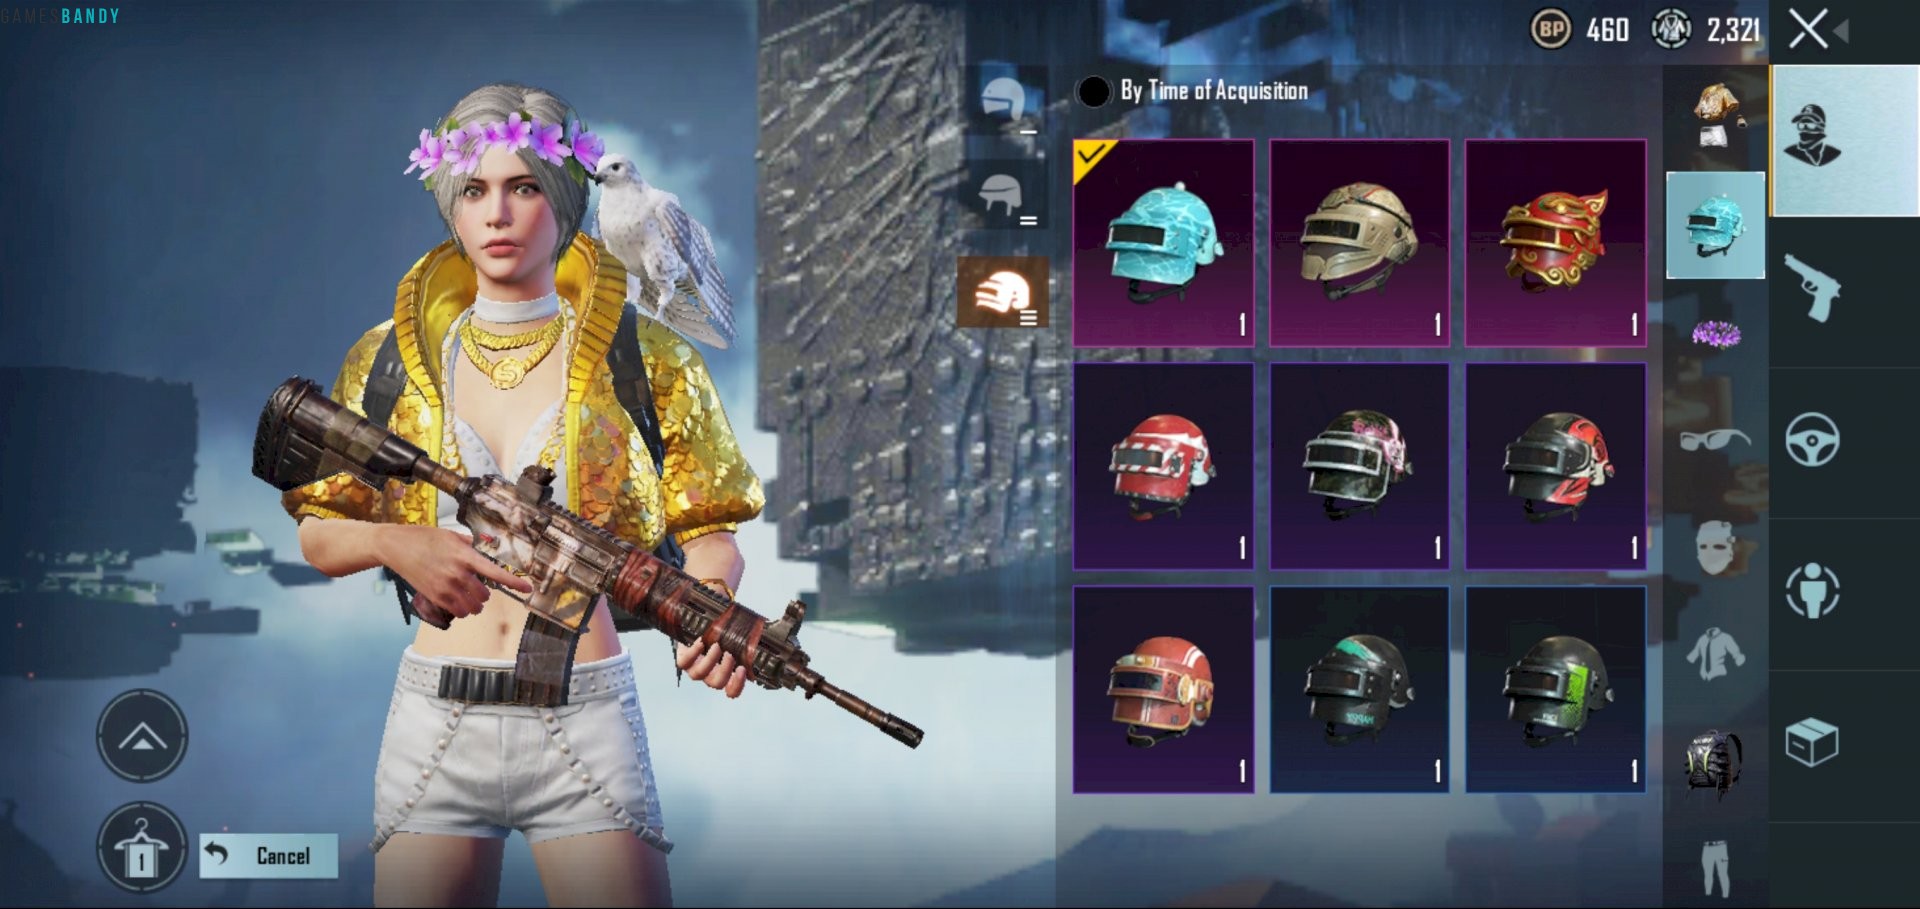 GAMESBANDY
BP 460 2,321
By Time of Acquisition
1 1 1
1 1 1
1 1 1
1
Cancel